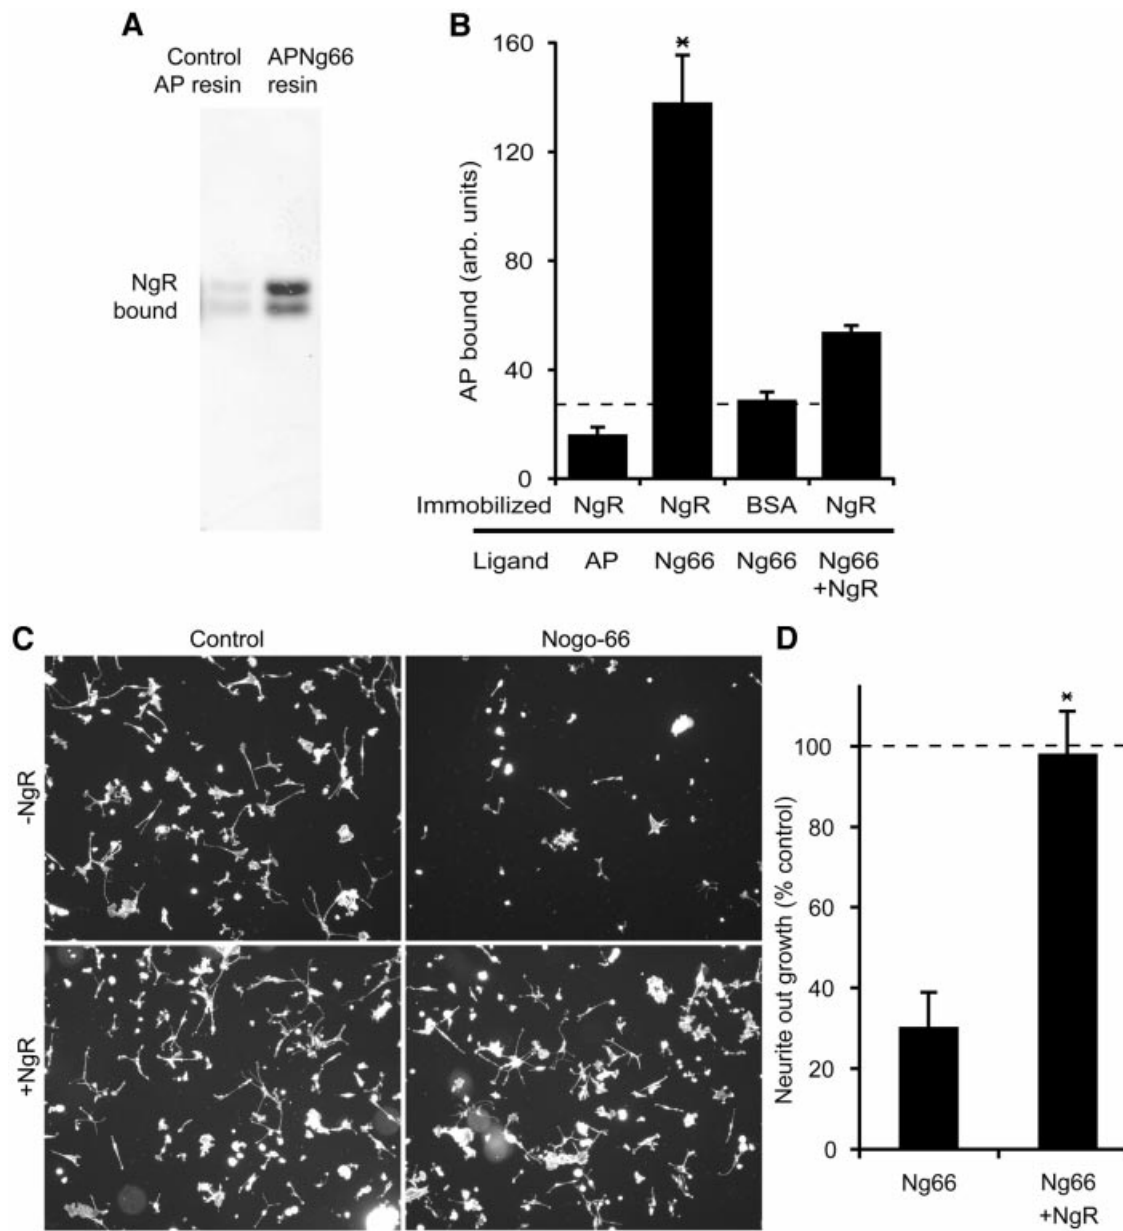 A
Control
AP resin
APNg66
resin
NgR
bound
B
AP bound (arb. units)
160
120
80
40
0
*
Immobilized NgR NgR BSA NgR
Ligand AP Ng66 Ng66 Ng66
+NgR
C
Control Nogo-66
-NgR
+NgR
D
Neurite out growth (% control)
*
100
80
60
40
20
0
Ng66 Ng66
+NgR